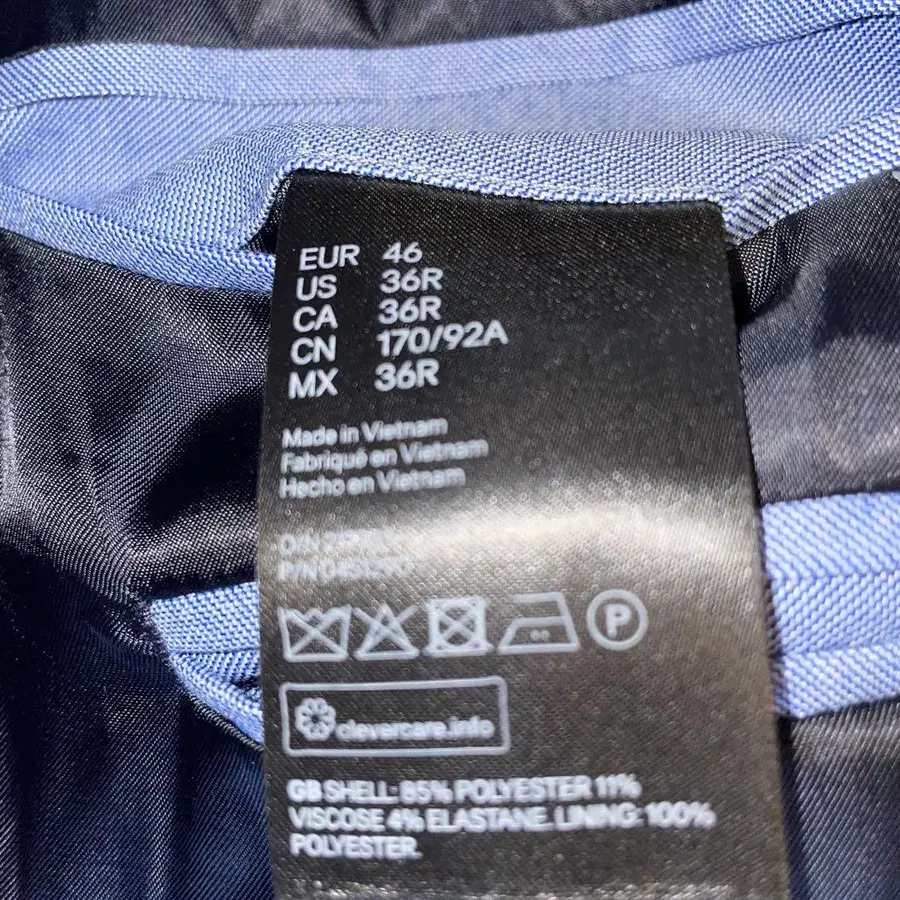 EUR 46
US 36R
CA 36R
CN 170/92A
MX 36R
Made in Vietnam
Fabriqué en Vietnam
Hecho en Vietnam
O/N
P/N
P
clevercare.info
GB SHELL: 85% POLYESTER 11%
VISCOSE 4% ELASTANE. LINING: 100%
POLYESTER.